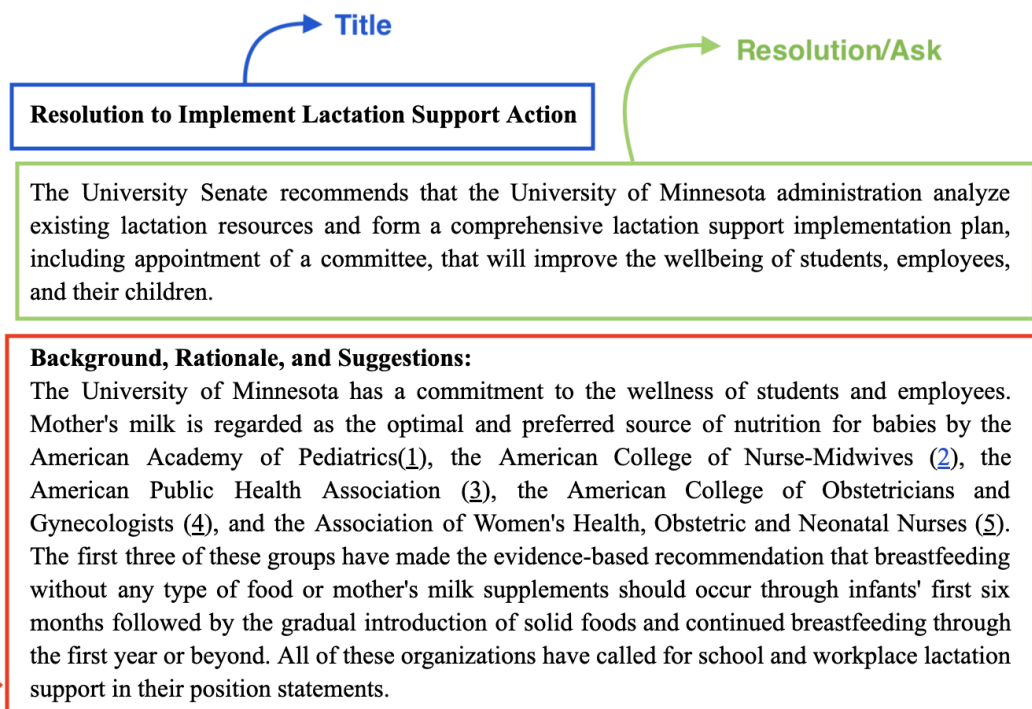 Title
Resolution/Ask
Resolution to Implement Lactation Support Action
The University Senate recommends that the University of Minnesota administration analyze
existing lactation resources and form a comprehensive lactation support implementation plan,
including appointment of a committee, that will improve the wellbeing of students, employees,
and their children.
Background, Rationale, and Suggestions:
The University of Minnesota has a commitment to the wellness of students and employees.
Mother's milk is regarded as the optimal and preferred source of nutrition for babies by the
American Academy of Pediatrics(1), the American College of Nurse-Midwives (2), the
American Public Health Association (3), the American College of Obstetricians and
Gynecologists (4), and the Association of Women's Health, Obstetric and Neonatal Nurses (5).
The first three of these groups have made the evidence-based recommendation that breastfeeding
without any type of food or mother's milk supplements should occur through infants' first six
months followed by the gradual introduction of solid foods and continued breastfeeding through
the first year or beyond. All of these organizations have called for school and workplace lactation
support in their position statements.